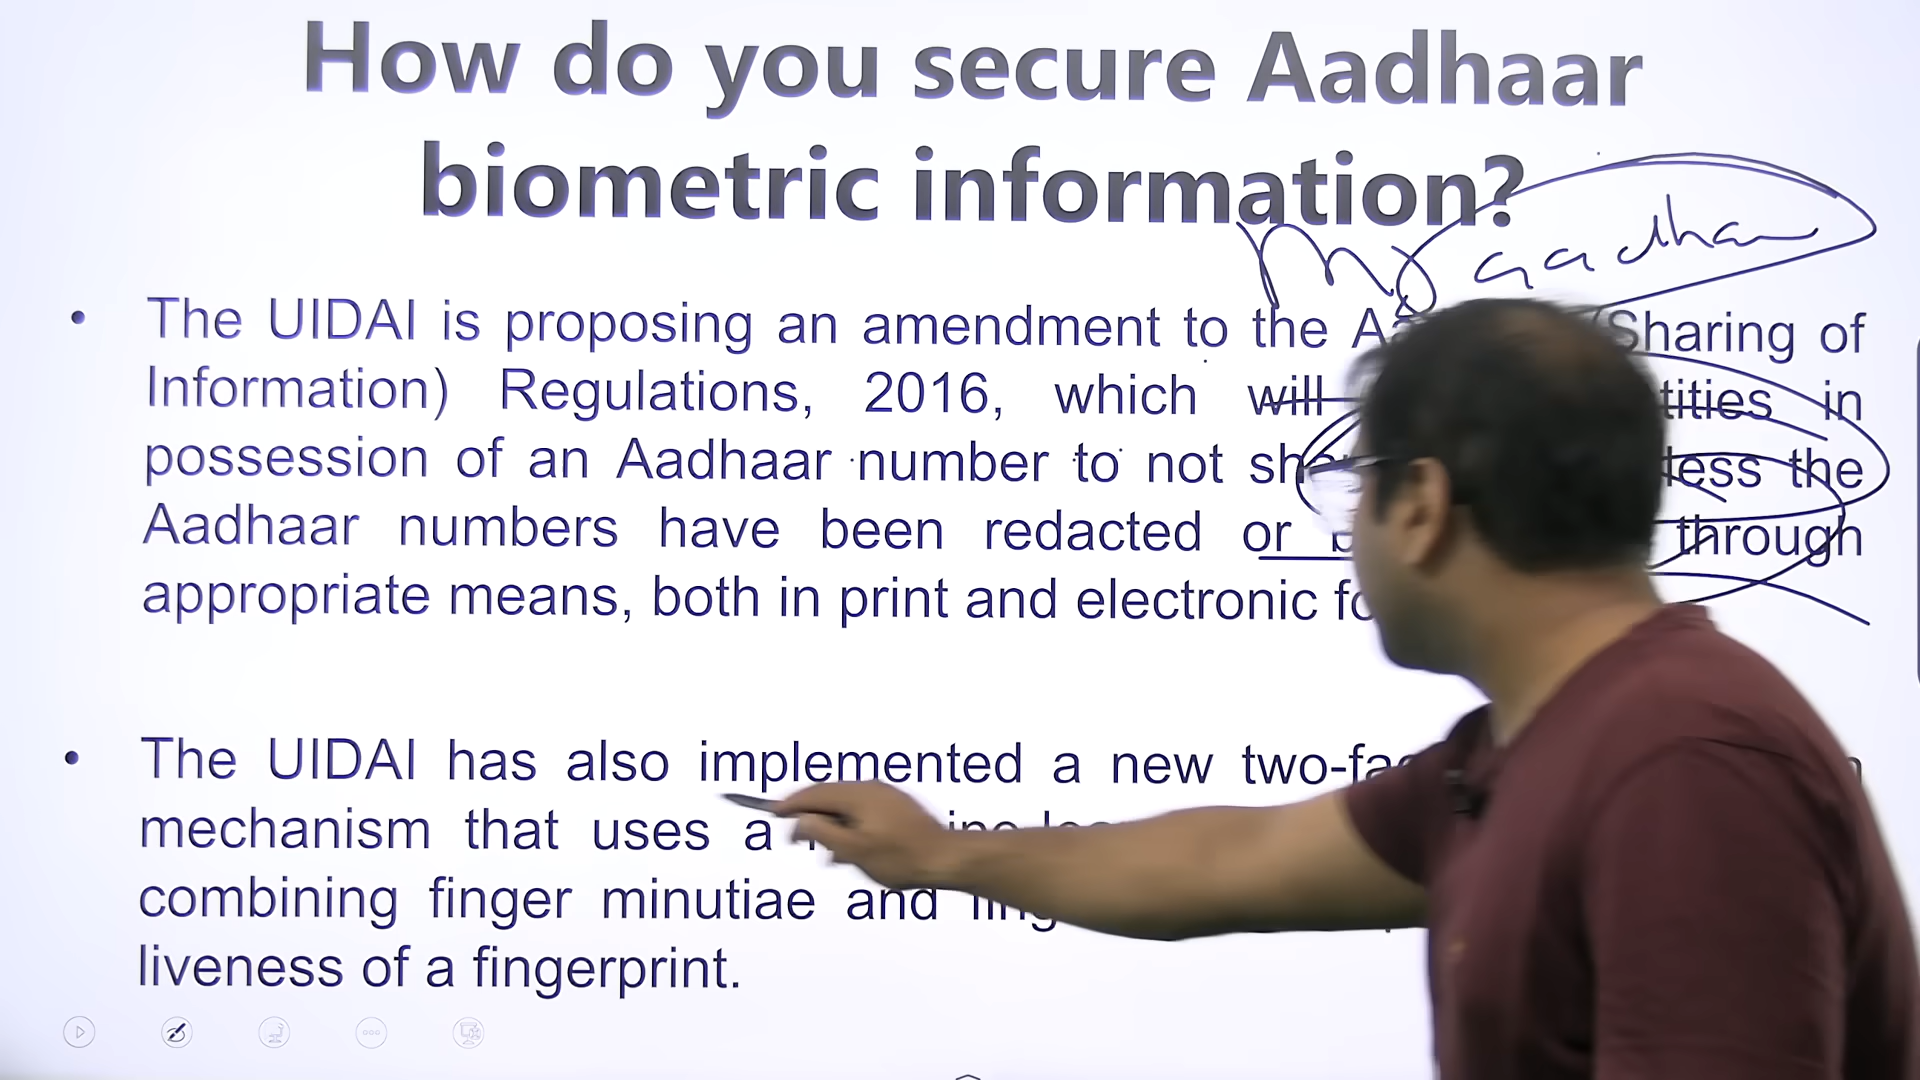 How do you secure Aadhaar
biometric information?
my aadhaar
• The UIDAI is proposing an amendment to the (Sharing of
Information) Regulations, 2016, which will in
possession of an Aadhaar number to not the
Aadhaar numbers have been redacted or through
appropriate means, both in print and electronic
• The UIDAI has also implemented a new
mechanism that uses a
combining finger minutiae and
liveness of a fingerprint.